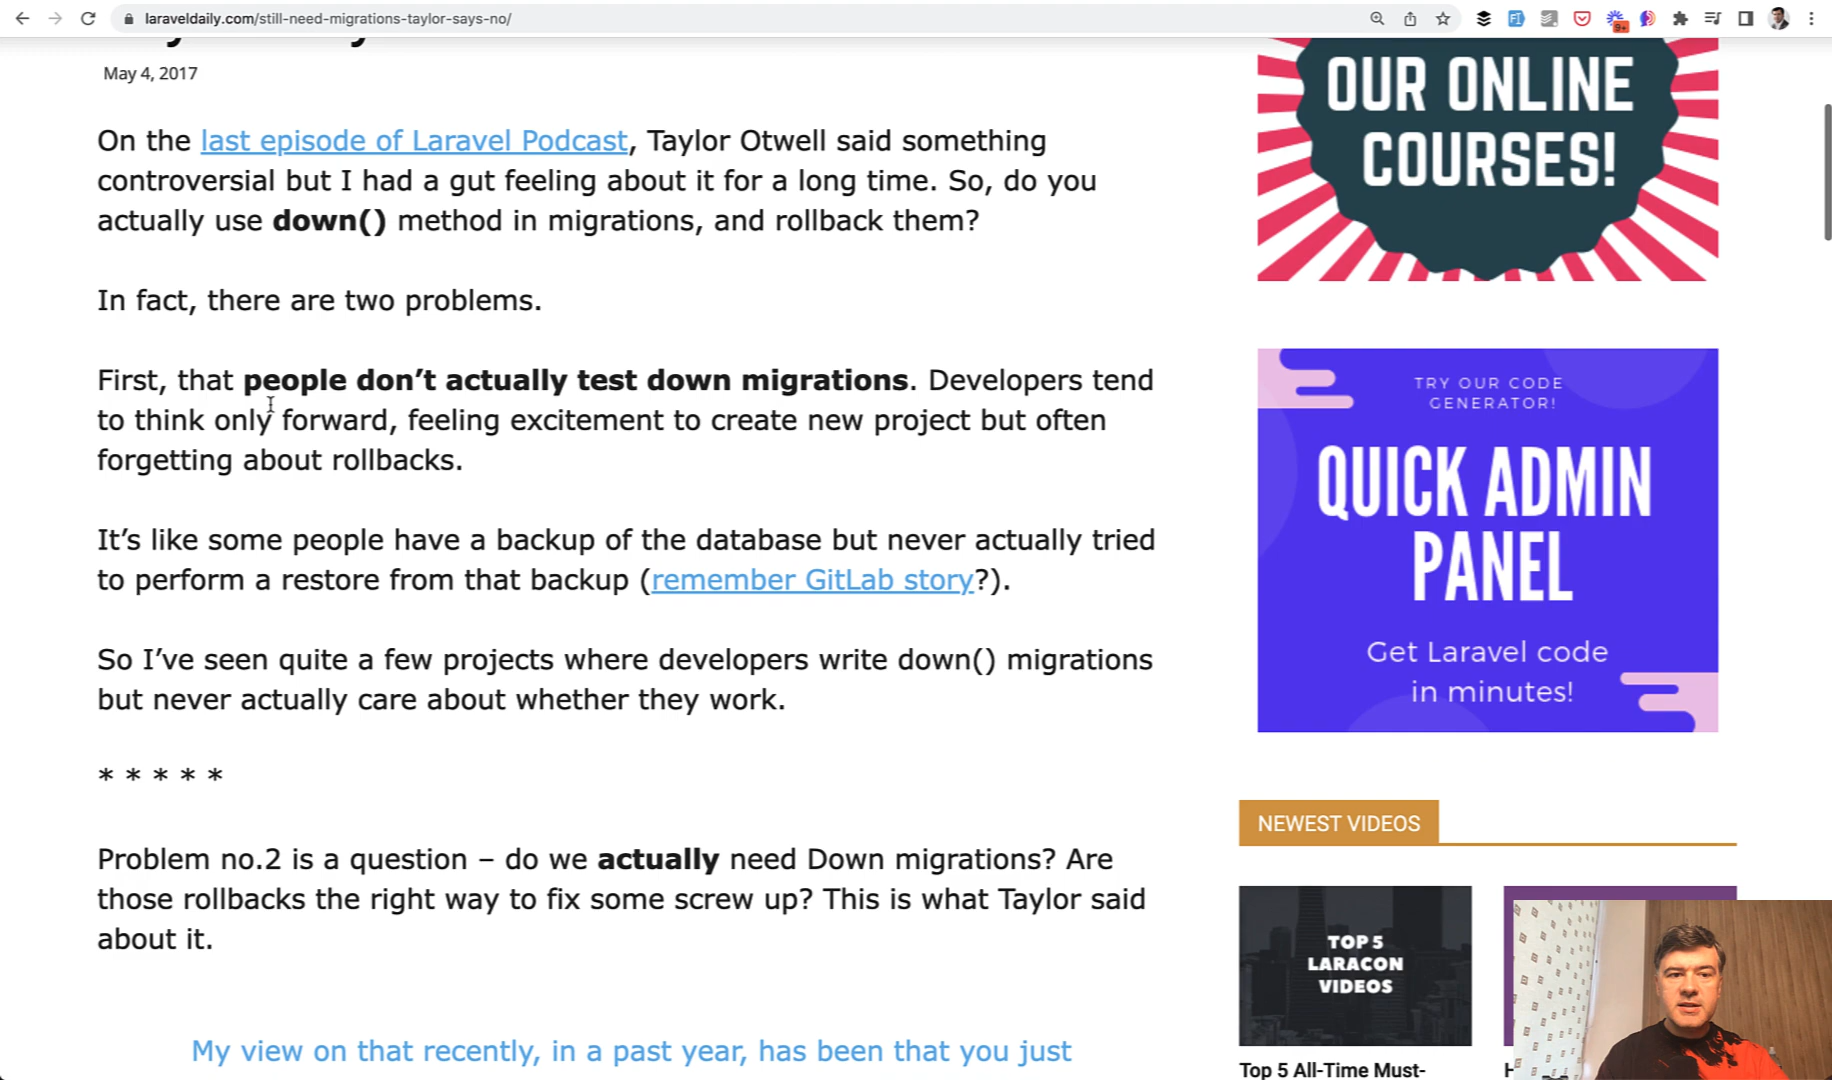 laraveldaily.com/still-need-migrations-taylor-says-no/
9+
May 4, 2017
On the last episode of Laravel Podcast, Taylor Otwell said something
controversial but I had a gut feeling about it for a long time. So, do you
actually use down() method in migrations, and rollback them?
In fact, there are two problems.
First, that people don’t actually test down migrations. Developers tend
to think only forward, feeling excitement to create new project but often
forgetting about rollbacks.
It’s like some people have a backup of the database but never actually tried
to perform a restore from that backup (remember GitLab story?).
So I’ve seen quite a few projects where developers write down() migrations
but never actually care about whether they work.
* * * * *
Problem no.2 is a question – do we actually need Down migrations? Are
those rollbacks the right way to fix some screw up? This is what Taylor said
about it.
My view on that recently, in a past year, has been that you just
OUR ONLINE
COURSES!
TRY OUR CODE
GENERATOR!
QUICK ADMIN
PANEL
Get Laravel code
in minutes!
NEWEST VIDEOS
TOP 5
LARACON
VIDEOS
Top 5 All-Time Must-